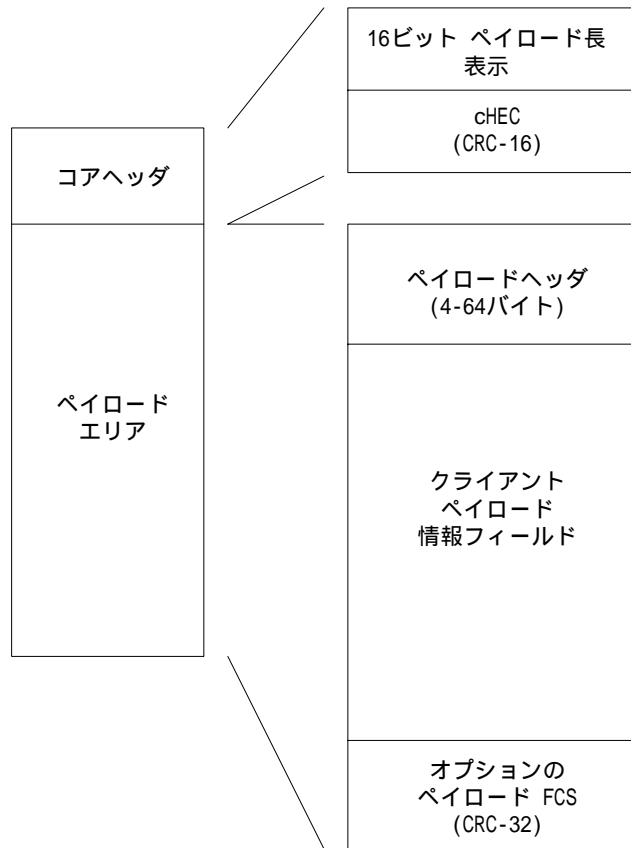 コアヘッダ
ペイロード
エリア
16ビット ペイロード長
表示
cHEC
(CRC-16)
ペイロードヘッダ
(4-64バイト)
クライアント
ペイロード
情報フィールド
オプションの
ペイロード FCS
(CRC-32)